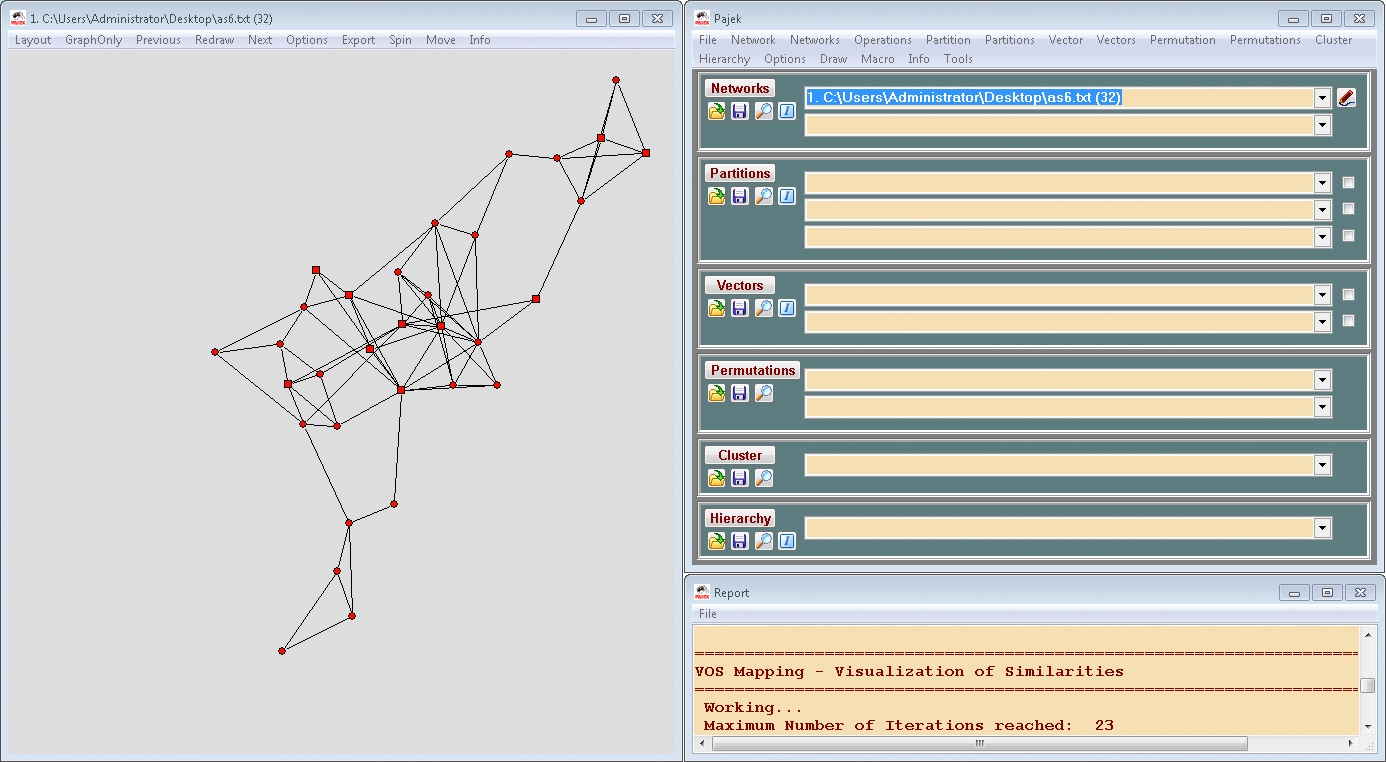 1. C:\Users\Administrator\Desktop\as6.txt (32)
Layout GraphOnly Previous Redraw Next Options Export Spin Move Info
Pajek
File Network Networks Operations Partition Partitions Vector Vectors Permutation Permutations Cluster
Hierarchy Options Draw Macro Info Tools
Networks
1. C:\Users\Administrator\Desktop\as6.txt (32)
Partitions
Vectors
Permutations
Cluster
Hierarchy
Report
File
================================================================================
VOS Mapping - Visualization of Similarities
================================================================================
Working...
Maximum Number of Iterations reached: 23